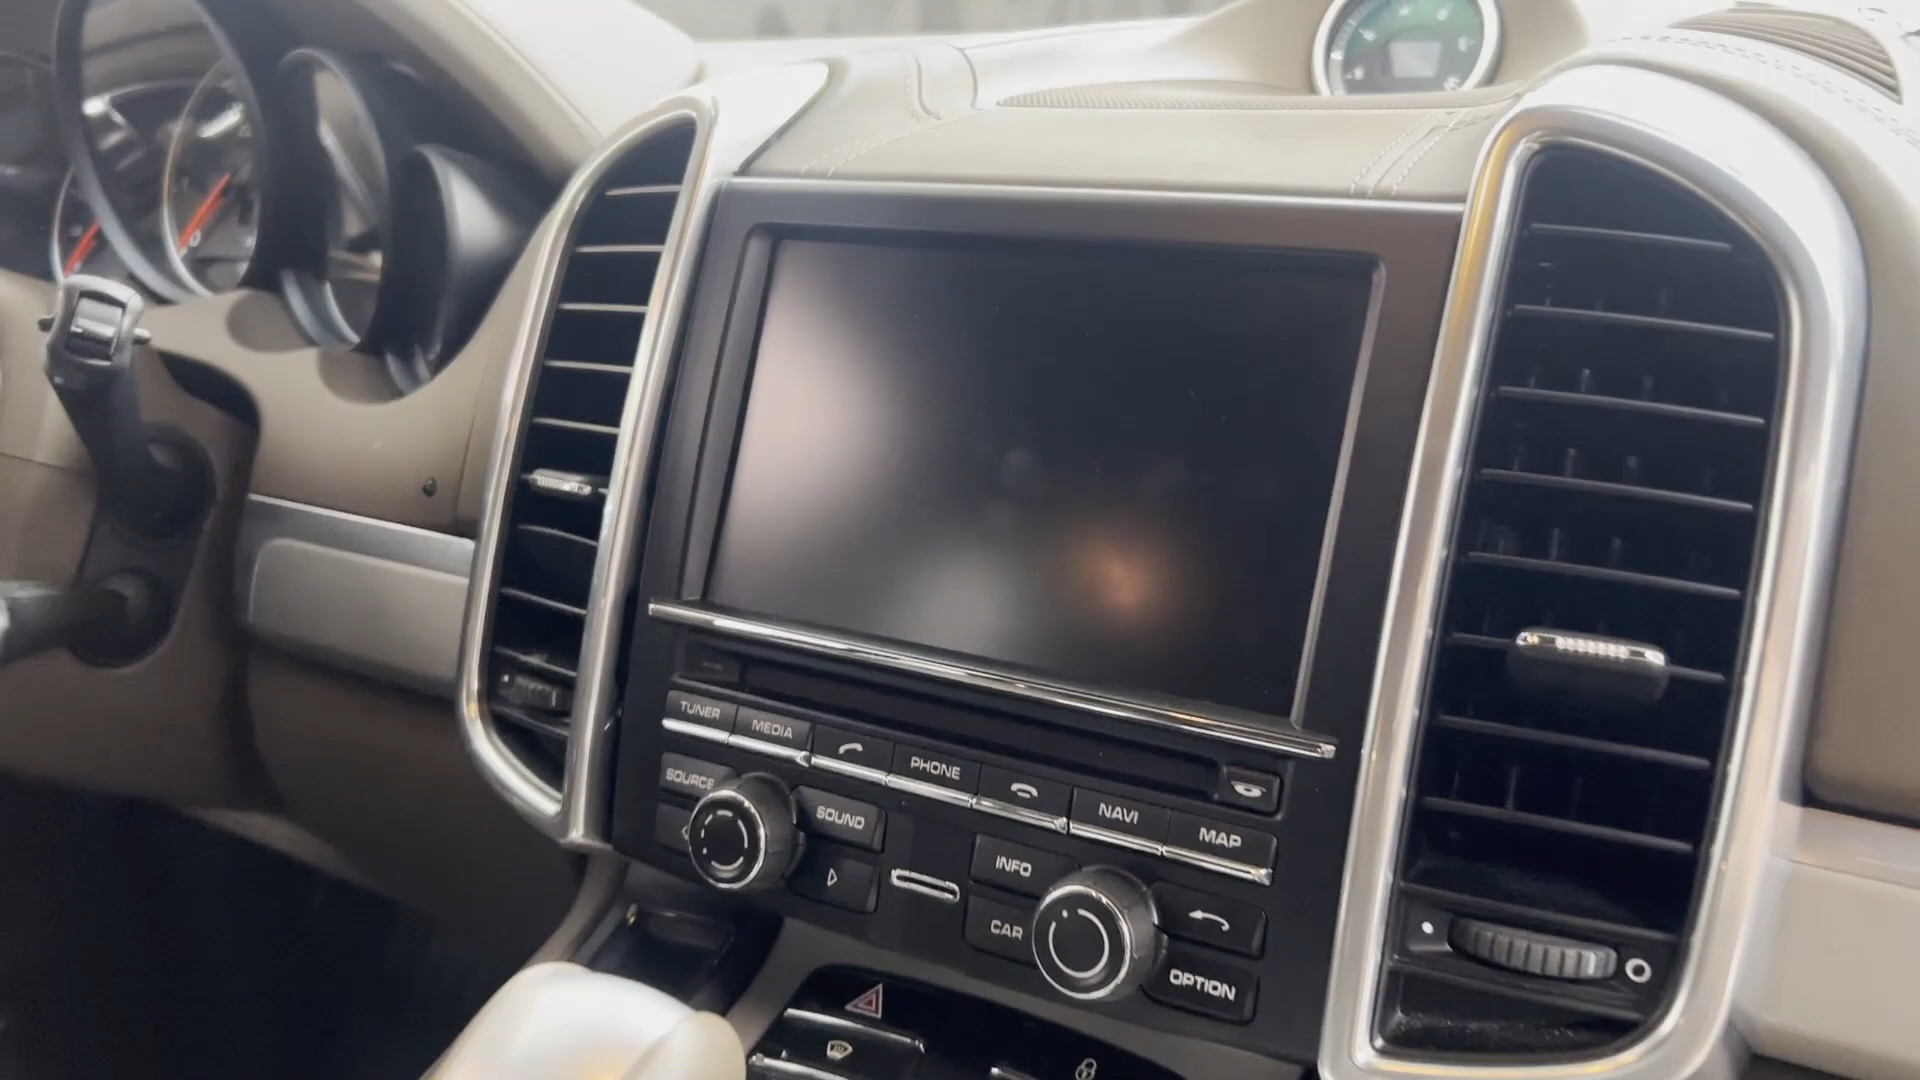 TUNER
MEDIA
PHONE
NAVI
MAP
SOURCE
SOUND
INFO
CAR
OPTION